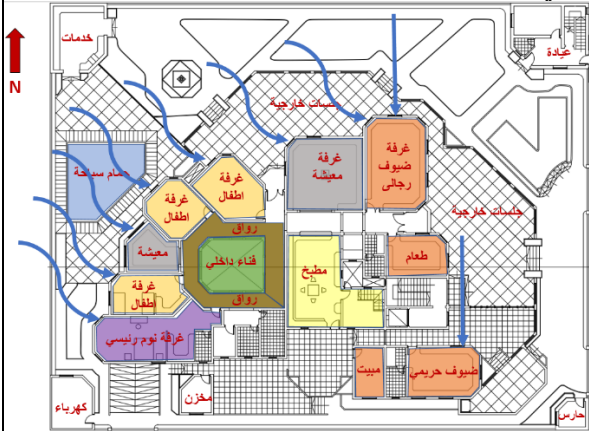 خدمات
عيادة
N
جلسات خارجية
غرفة
ضيوف
رجالي
غرفة
معيشة
حمام سباحة
غرفة
اطفال
غرفة
اطفال
جلسات خارجية
رواق
معيشة
فناء داخلي
مطبخ
طعام
غرفة
اطفال
رواق
غرفة نوم رئيسي
مبيت
ضيوف حريمي
كهرباء
مخزن
حارس